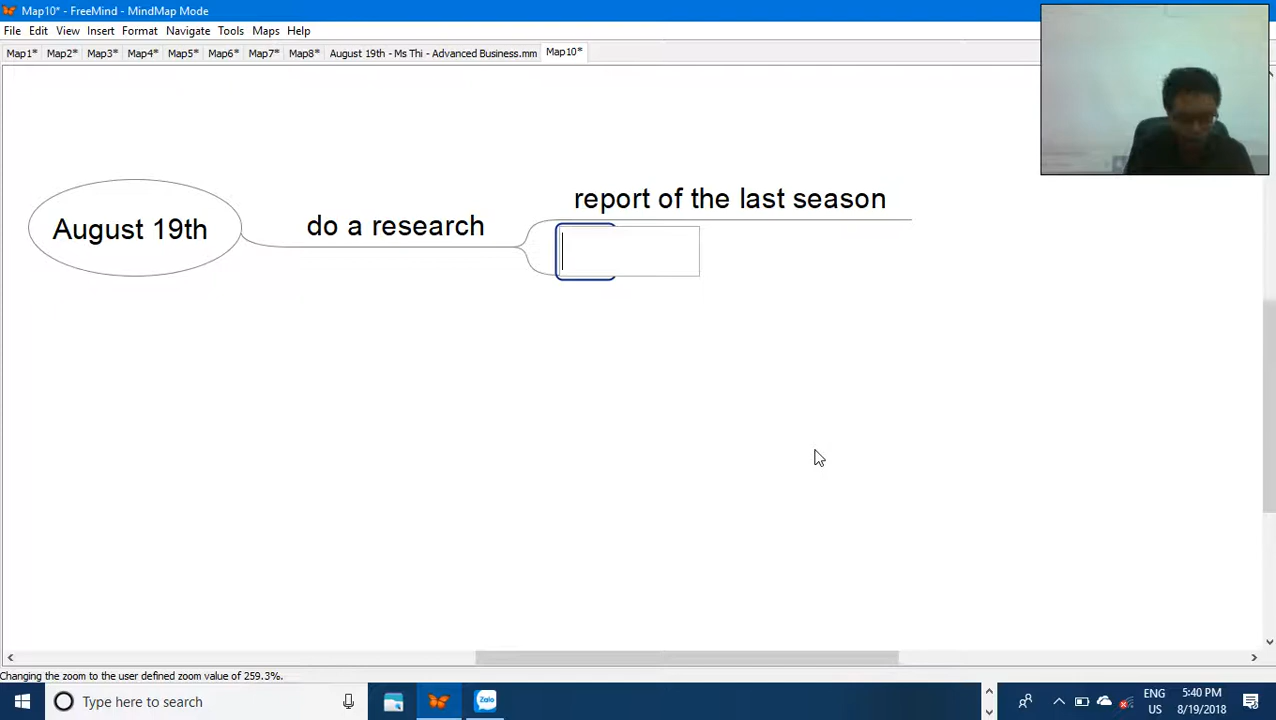 Map10* - FreeMind - MindMap Mode
File Edit View Insert Format Navigate Tools Maps Help
Map1* Map2* Map3* Map4* Map5* Map6* Map7* Map8* August 19th - Ms Thi - Advanced Business.mm Map10*
report of the last season
August 19th
do a research
Changing the zoom to the user defined zoom value of 259.3%.
Type here to search
Zalo
ENG
US
5:40 PM
8/19/2018